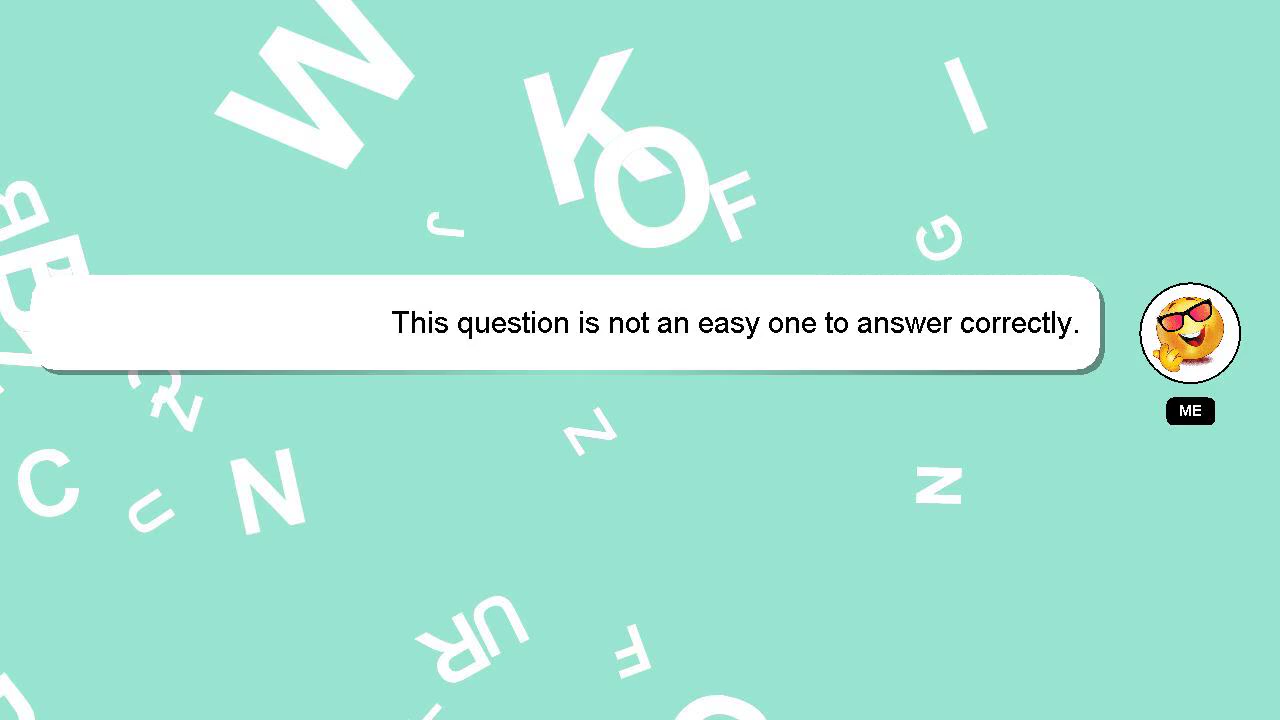 W
K
I
O
F
J
G
This question is not an easy one to answer correctly.
ME
Z
N
C
N
U
Z
U
R
F